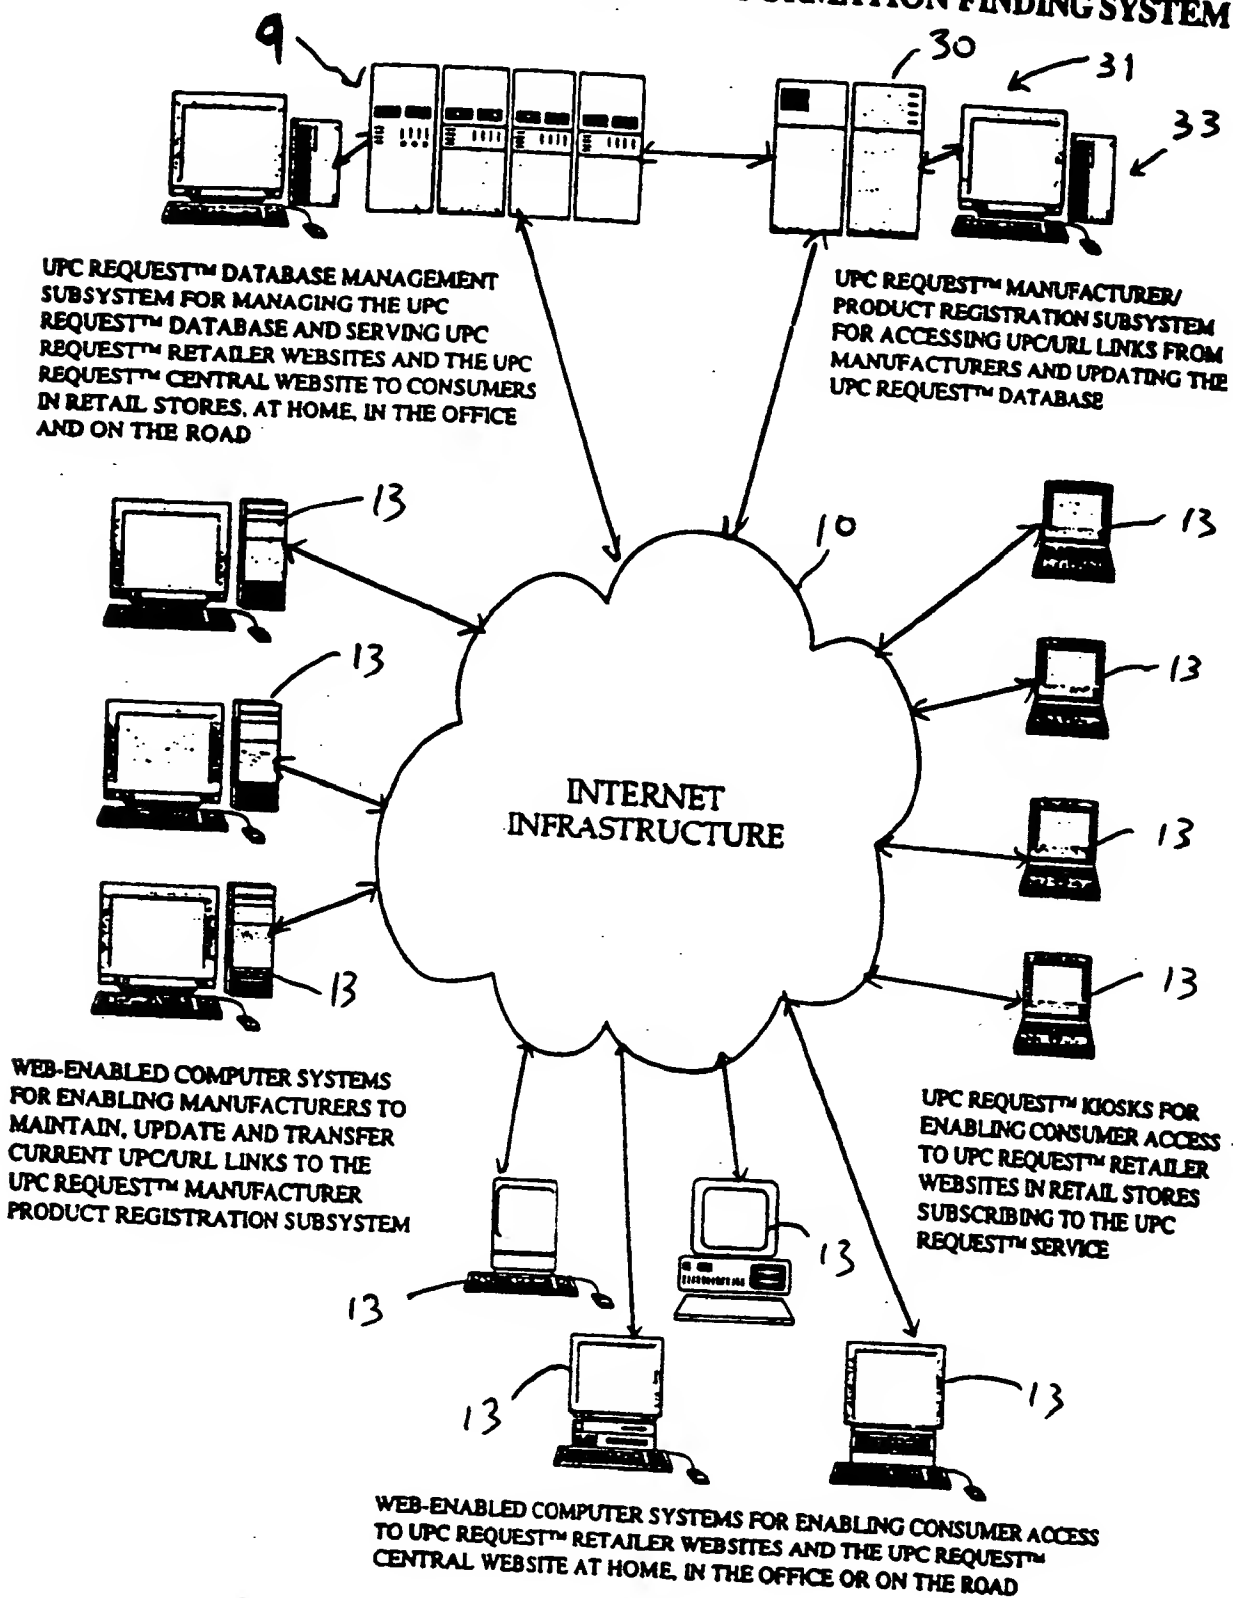 FINDING SYSTEM
9
30
31
33
UPC REQUEST™ DATABASE MANAGEMENT
SUBSYSTEM FOR MANAGING THE UPC
REQUEST™ DATABASE AND SERVING UPC
REQUEST™ RETAILER WEBSITES AND THE UPC
REQUEST™ CENTRAL WEBSITE TO CONSUMERS
IN RETAIL STORES, AT HOME, IN THE OFFICE
AND ON THE ROAD
UPC REQUEST™ MANUFACTURER/
PRODUCT REGISTRATION SUBSYSTEM
FOR ACCESSING UPC/URL LINKS FROM
MANUFACTURERS AND UPDATING THE
UPC REQUEST™ DATABASE
13
13
10
13
13
13
13
13
INTERNET
INFRASTRUCTURE
WEB-ENABLED COMPUTER SYSTEMS
FOR ENABLING MANUFACTURERS TO
MAINTAIN, UPDATE AND TRANSFER
CURRENT UPC/URL LINKS TO THE
UPC REQUEST™ MANUFACTURER
PRODUCT REGISTRATION SUBSYSTEM
UPC REQUEST™ KIOSKS FOR
ENABLING CONSUMER ACCESS
TO UPC REQUEST™ RETAILER
WEBSITES IN RETAIL STORES
SUBSCRIBING TO THE UPC
REQUEST™ SERVICE
13
13
13
13
WEB-ENABLED COMPUTER SYSTEMS FOR ENABLING CONSUMER ACCESS
TO UPC REQUEST™ RETAILER WEBSITES AND THE UPC REQUEST™
CENTRAL WEBSITE AT HOME, IN THE OFFICE OR ON THE ROAD